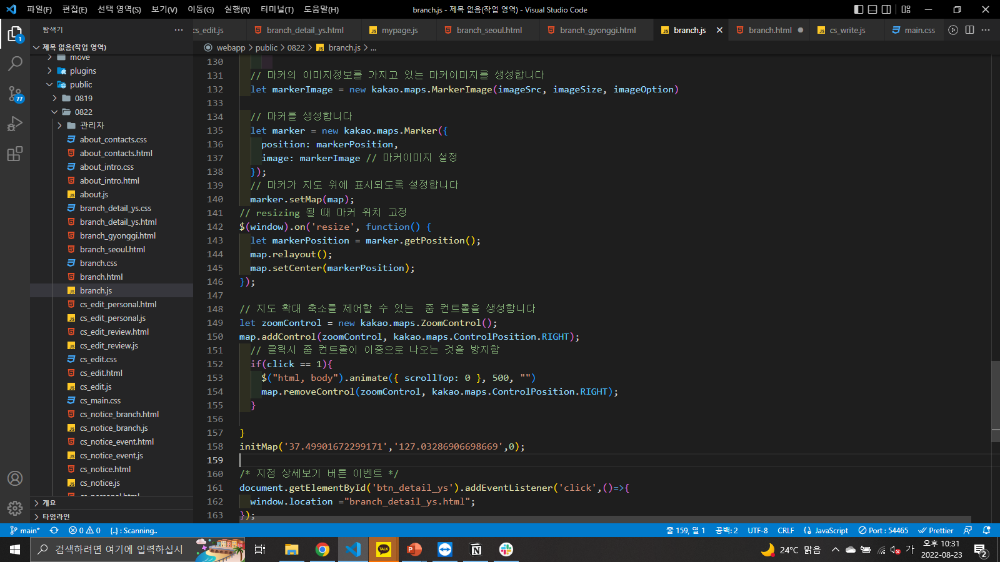 파일(F) 편집(E) 선택 영역(S) 보기(V) 이동(G) 실행(R) 터미널(T) 도움말(H) branch.js - 제목 없음(작업 영역) - Visual Studio Code
탐색기 cs_edit.js branch_detail_ys.html mypage.js branch_seoul.html branch_gyonggi.html branch.js branch.html cs_write.js main.css
제목 없음(작업 영역)
webapp > public > 0822 > branch.js > ...
move
plugins
public
0819
0822
관리자
about_contacts.css
about_contacts.html
about_intro.css
about_intro.html
about.js
branch_detail_ys.css
branch_detail_ys.html
branch_gyonggi.html
branch_seoul.html
branch.css
branch.html
branch.js
cs_edit_personal.html
cs_edit_personal.js
cs_edit_review.html
cs_edit_review.js
cs_edit.css
cs_edit.html
cs_edit.js
cs_main.css
cs_notice_branch.html
cs_notice_branch.js
cs_notice_event.html
cs_notice_event.js
cs_notice.html
cs_notice.js
cs_personal.html
개요
타임라인
1
77
130
131 // 마커의 이미지정보를 가지고 있는 마커이미지를 생성합니다
132 let markerImage = new kakao.maps.MarkerImage(imageSrc, imageSize, imageOption)
133
134 // 마커를 생성합니다
135 let marker = new kakao.maps.Marker({
136 position: markerPosition,
137 image: markerImage // 마커이미지 설정
138 });
139 // 마커가 지도 위에 표시되도록 설정합니다
140 marker.setMap(map);
141 // resizing 될 때 마커 위치 고정
142 $(window).on('resize', function() {
143 let markerPosition = marker.getPosition();
144 map.relayout();
145 map.setCenter(markerPosition);
146 });
147
148 // 지도 확대 축소를 제어할 수 있는  줌 컨트롤을 생성합니다
149 let zoomControl = new kakao.maps.ZoomControl();
150 map.addControl(zoomControl, kakao.maps.ControlPosition.RIGHT);
151 // 클릭시 줌 컨트롤이 이중으로 나오는 것을 방지함
152 if(click == 1){
153 $("html, body").animate({ scrollTop: 0 }, 500, "")
154 map.removeControl(zoomControl, kakao.maps.ControlPosition.RIGHT);
155 }
156
157 }
158 initMap('37.49901672299171','127.03286906698669',0);
159
160 /* 지점 상세보기 버튼 이벤트 */
161 document.getElementById('btn_detail_ys').addEventListener('click',()=>{
162 window.location ="branch_detail_ys.html";
163 });
main* 0 0 {..} : Scanning.. 줄 159, 열 1 공백: 2 UTF-8 CRLF JavaScript Port : 54465 Prettier
검색하려면 여기에 입력하십시 TALK 24°C 맑음 가 오후 10:31
2022-08-23 2